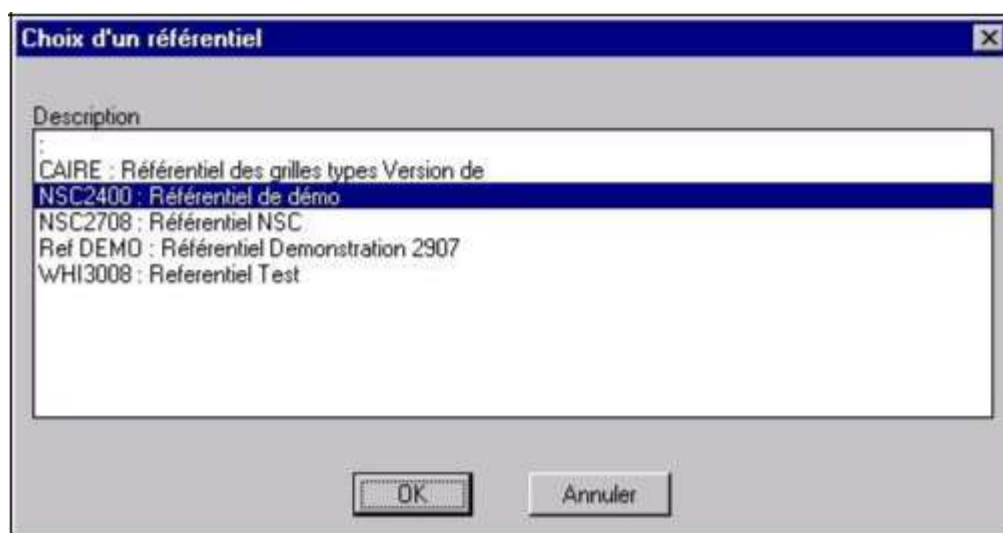 Choix d'un référentiel
Description
:
CAIRE : Référentiel des grilles types Version de
NSC2400 : Référentiel de démo
NSC2708 : Référentiel NSC
Ref DEMO : Référentiel Demonstration 2907
WHI3008 : Referentiel Test
OK
Annuler